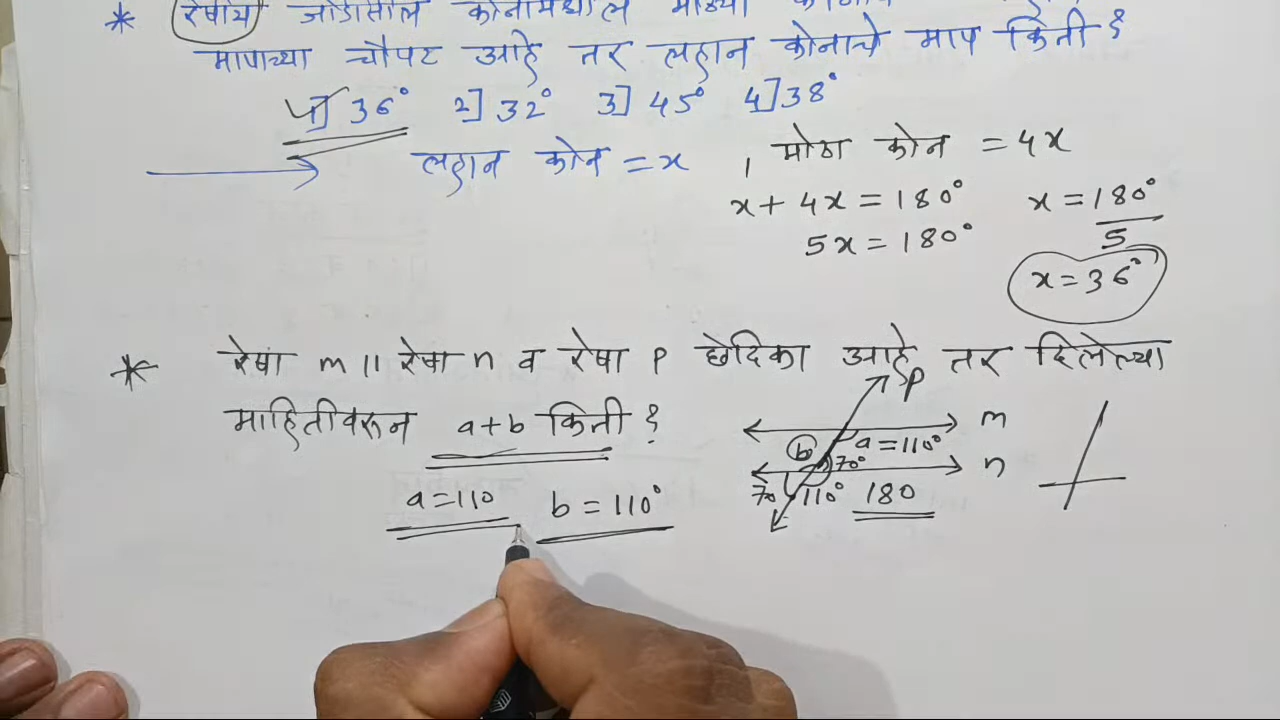 * रेषीय जोडीतील कोनामधील मोठ्या
मापाच्या चौपट आहे तर लहान कोनाचे माप किती?
1] 36° 2] 32° 3] 45° 4] 38°
लहान कोन = x , मोठा कोन = 4x
x + 4x = 180° x = 180°
5x = 180° 5
x = 36°
* रेषा m || रेषा n व रेषा P छेदिका आहे तर दिलेल्या
माहितीवरून a+b किती?
P
m
b a = 110°
70° n
70 110° 180
a = 110 b = 110°